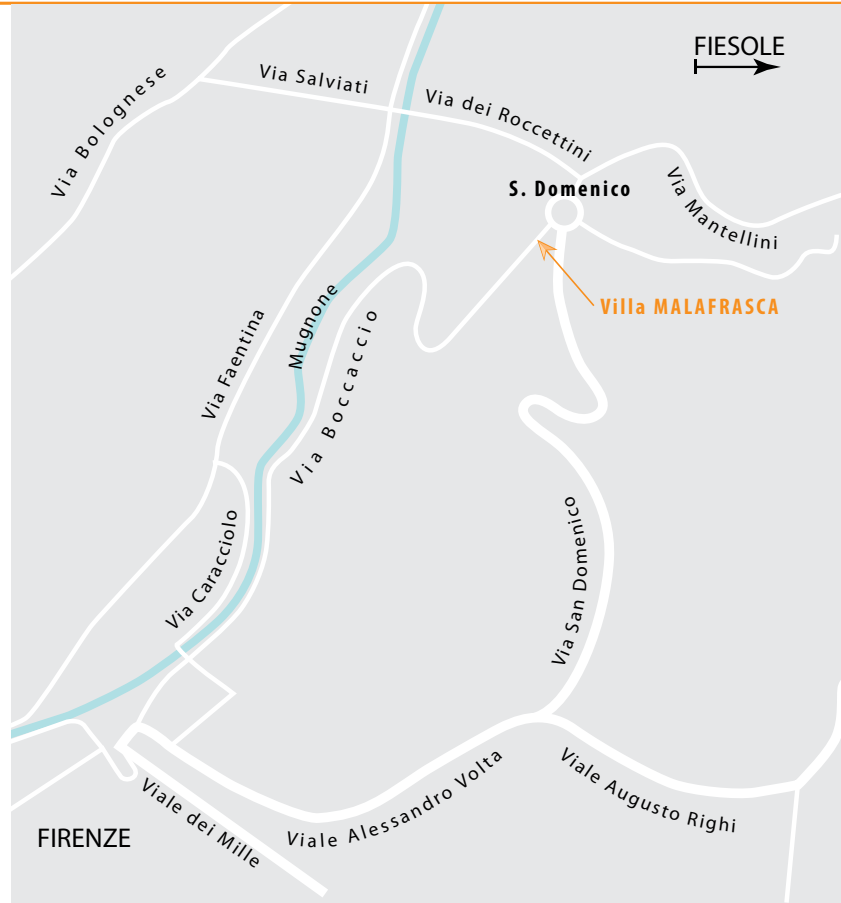 FIESOLE
Via Salviati
Via dei Roccettini
Via Bolognese
S. Domenico
Via Mantellini
Villa MALAFRASCA
Mugnone
Via Faentina
Via Boccaccio
Via Caracciolo
Via San Domenico
Viale Alessandro Volta
Viale Augusto Righi
Viale dei Mille
FIRENZE